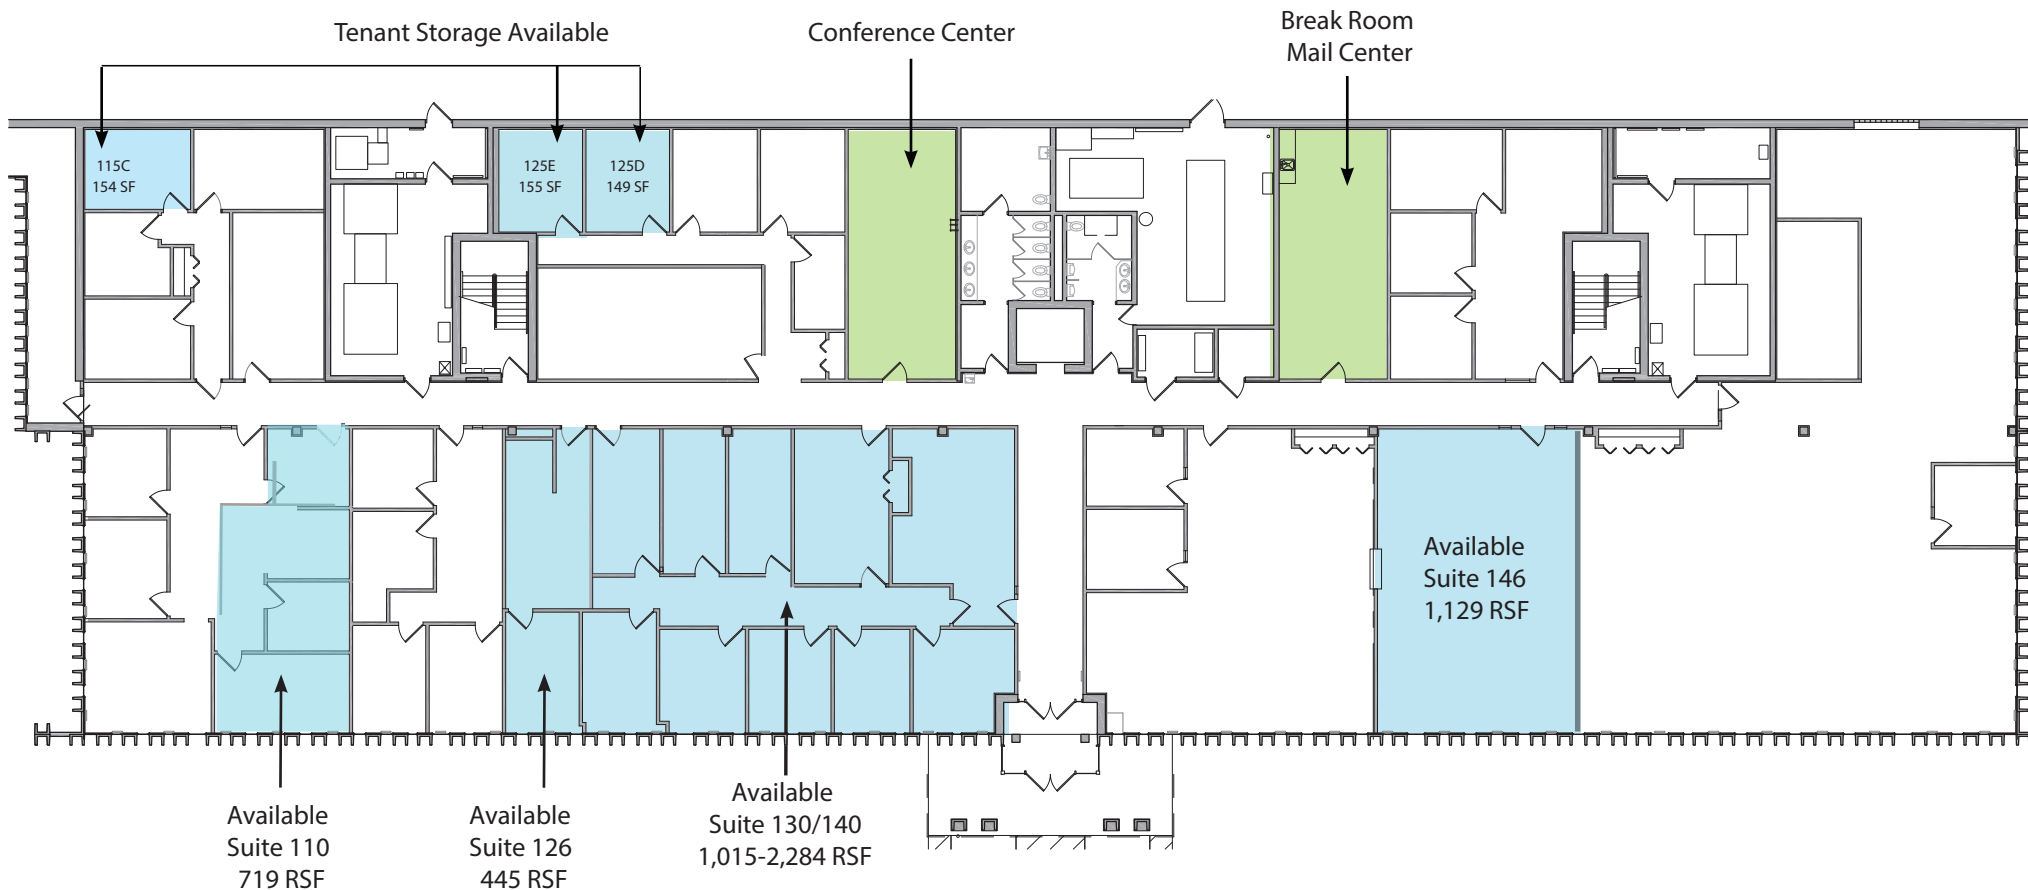 Tenant Storage Available
Conference Center
Break Room
Mail Center
115C
154 SF
125E
155 SF
125D
149 SF
Available
Suite 146
1,129 RSF
Available
Suite 110
719 RSF
Available
Suite 126
445 RSF
Available
Suite 130/140
1,015-2,284 RSF